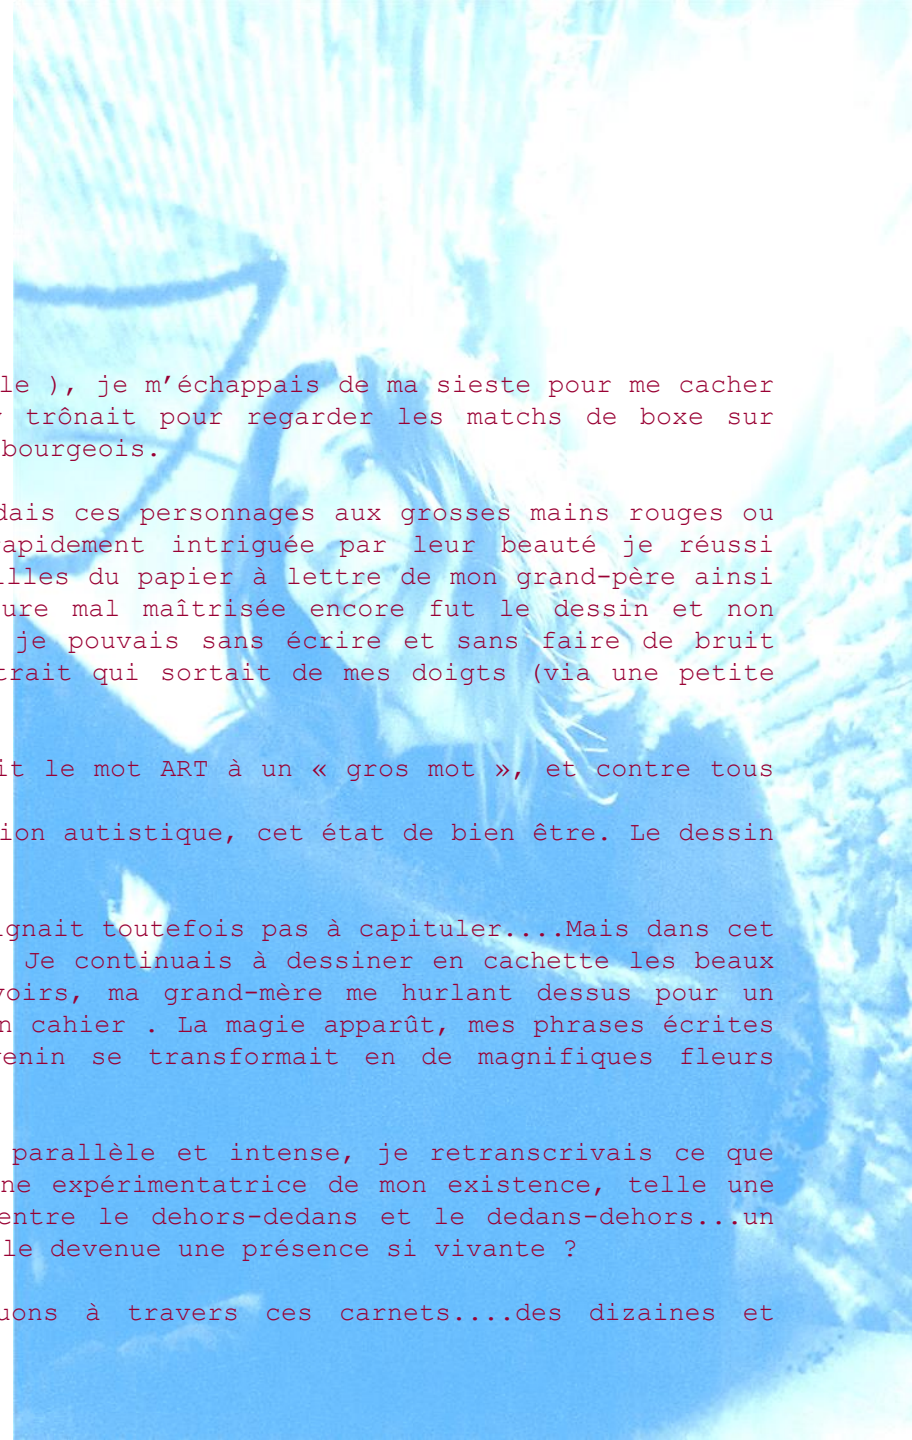 le ), je m’échappais de ma sieste pour me cacher
trônait pour regarder les matchs de boxe sur
bourgeois.
dais ces personnages aux grosses mains rouges ou
rapidement intriguée par leur beauté je réussi
illes du papier à lettre de mon grand-père ainsi
ure mal maîtrisée encore fut le dessin et non
je pouvais sans écrire et sans faire de bruit
trait qui sortait de mes doigts (via une petite
it le mot ART à un « gros mot », et contre tous
ion autistique, cet état de bien être. Le dessin
ignait toutefois pas à capituler....Mais dans cet
Je continuais à dessiner en cachette les beaux
voirs, ma grand-mère me hurlant dessus pour un
n cahier . La magie apparût, mes phrases écrites
venin se transformait en de magnifiques fleurs
parallèle et intense, je retranscrivais ce que
ne expérimentatrice de mon existence, telle une
entre le dehors-dedans et le dedans-dehors...un
le devenue une présence si vivante ?
uons à travers ces carnets....des dizaines et